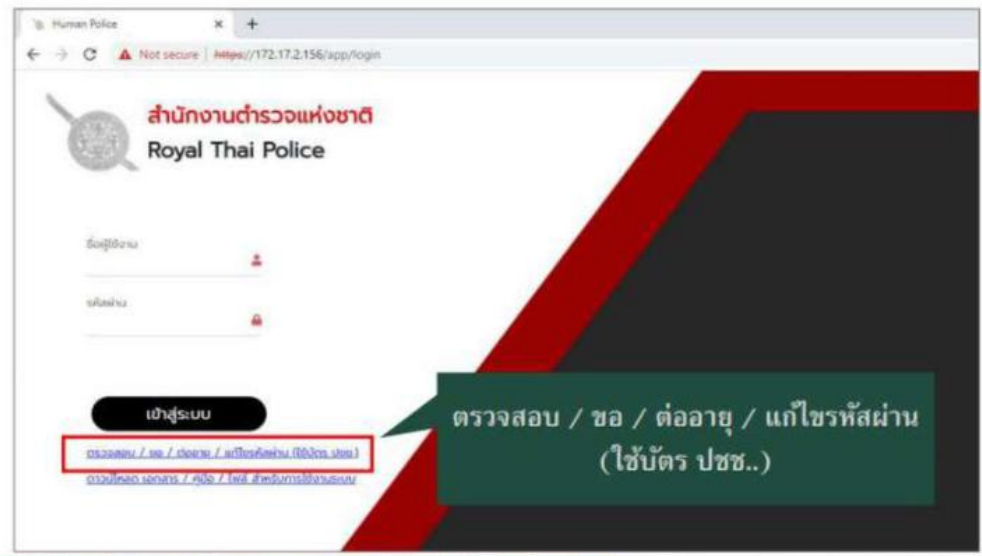 Human Police
Not secure | https://172.17.2.156/app/login
สำนักงานตำรวจแห่งชาติ
Royal Thai Police
ชื่อผู้ใช้งาน
รหัสผ่าน
เข้าสู่ระบบ
ตรวจสอบ / ขอ / ต่ออายุ / แก้ไขรหัสผ่าน (ใช้บัตร ปชช.)
ดาวน์โหลด เอกสาร / คู่มือ / ไฟล์ สำหรับการใช้งานระบบ
ตรวจสอบ / ขอ / ต่ออายุ / แก้ไขรหัสผ่าน
(ใช้บัตร ปชช..)